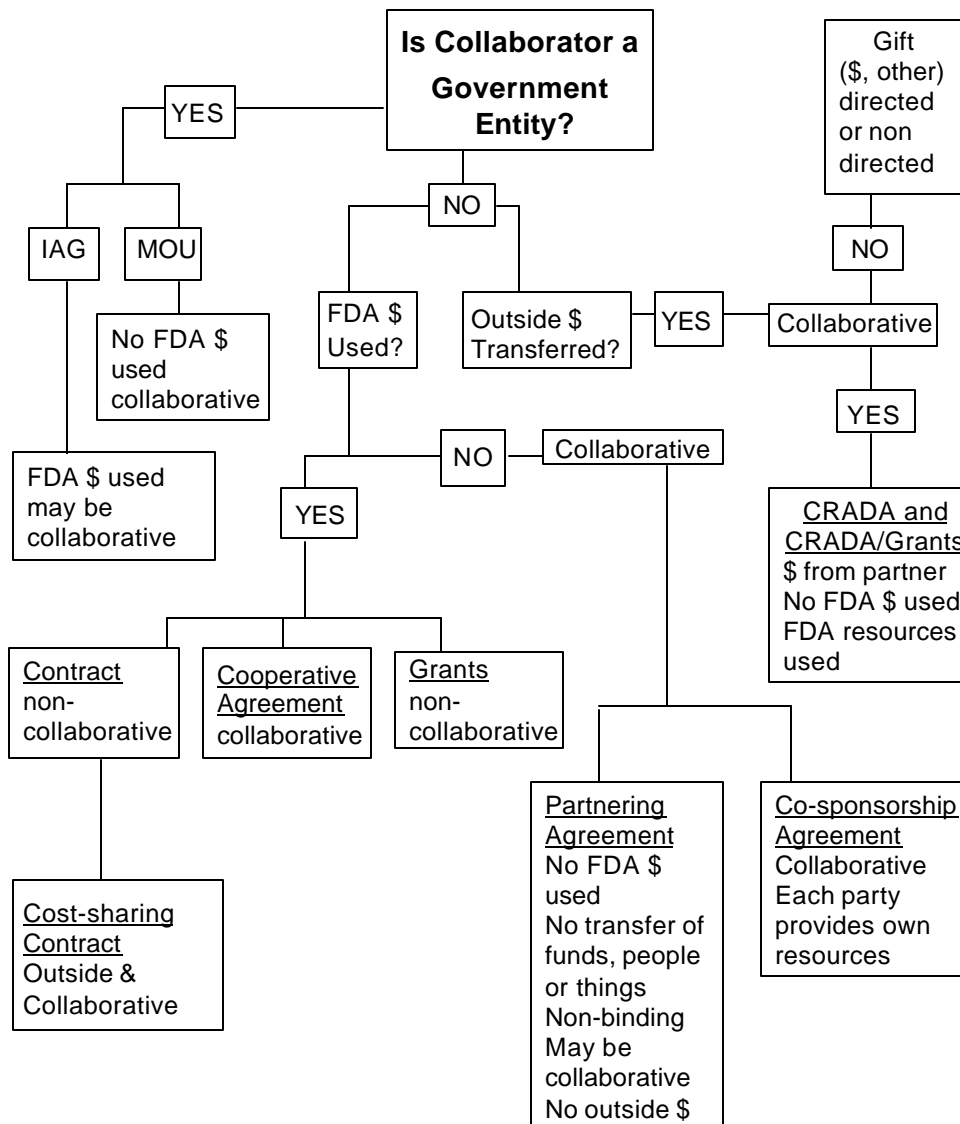 Is Collaborator a
Government
Entity?
Gift
($, other)
directed
or non
directed
YES
NO
IAG
MOU
NO
No FDA $
used
collaborative
FDA $
Used?
Outside $
Transferred?
YES
Collaborative
YES
FDA $ used
may be
collaborative
NO
Collaborative
YES
CRADA and
CRADA/Grants
$ from partner
No FDA $ used
FDA resources
used
Contract
non-
collaborative
Cooperative
Agreement
collaborative
Grants
non-
collaborative
Cost-sharing
Contract
Outside &
Collaborative
Partnering
Agreement
No FDA $
used
No transfer of
funds, people
or things
Non-binding
May be
collaborative
No outside $
Co-sponsorship
Agreement
Collaborative
Each party
provides own
resources